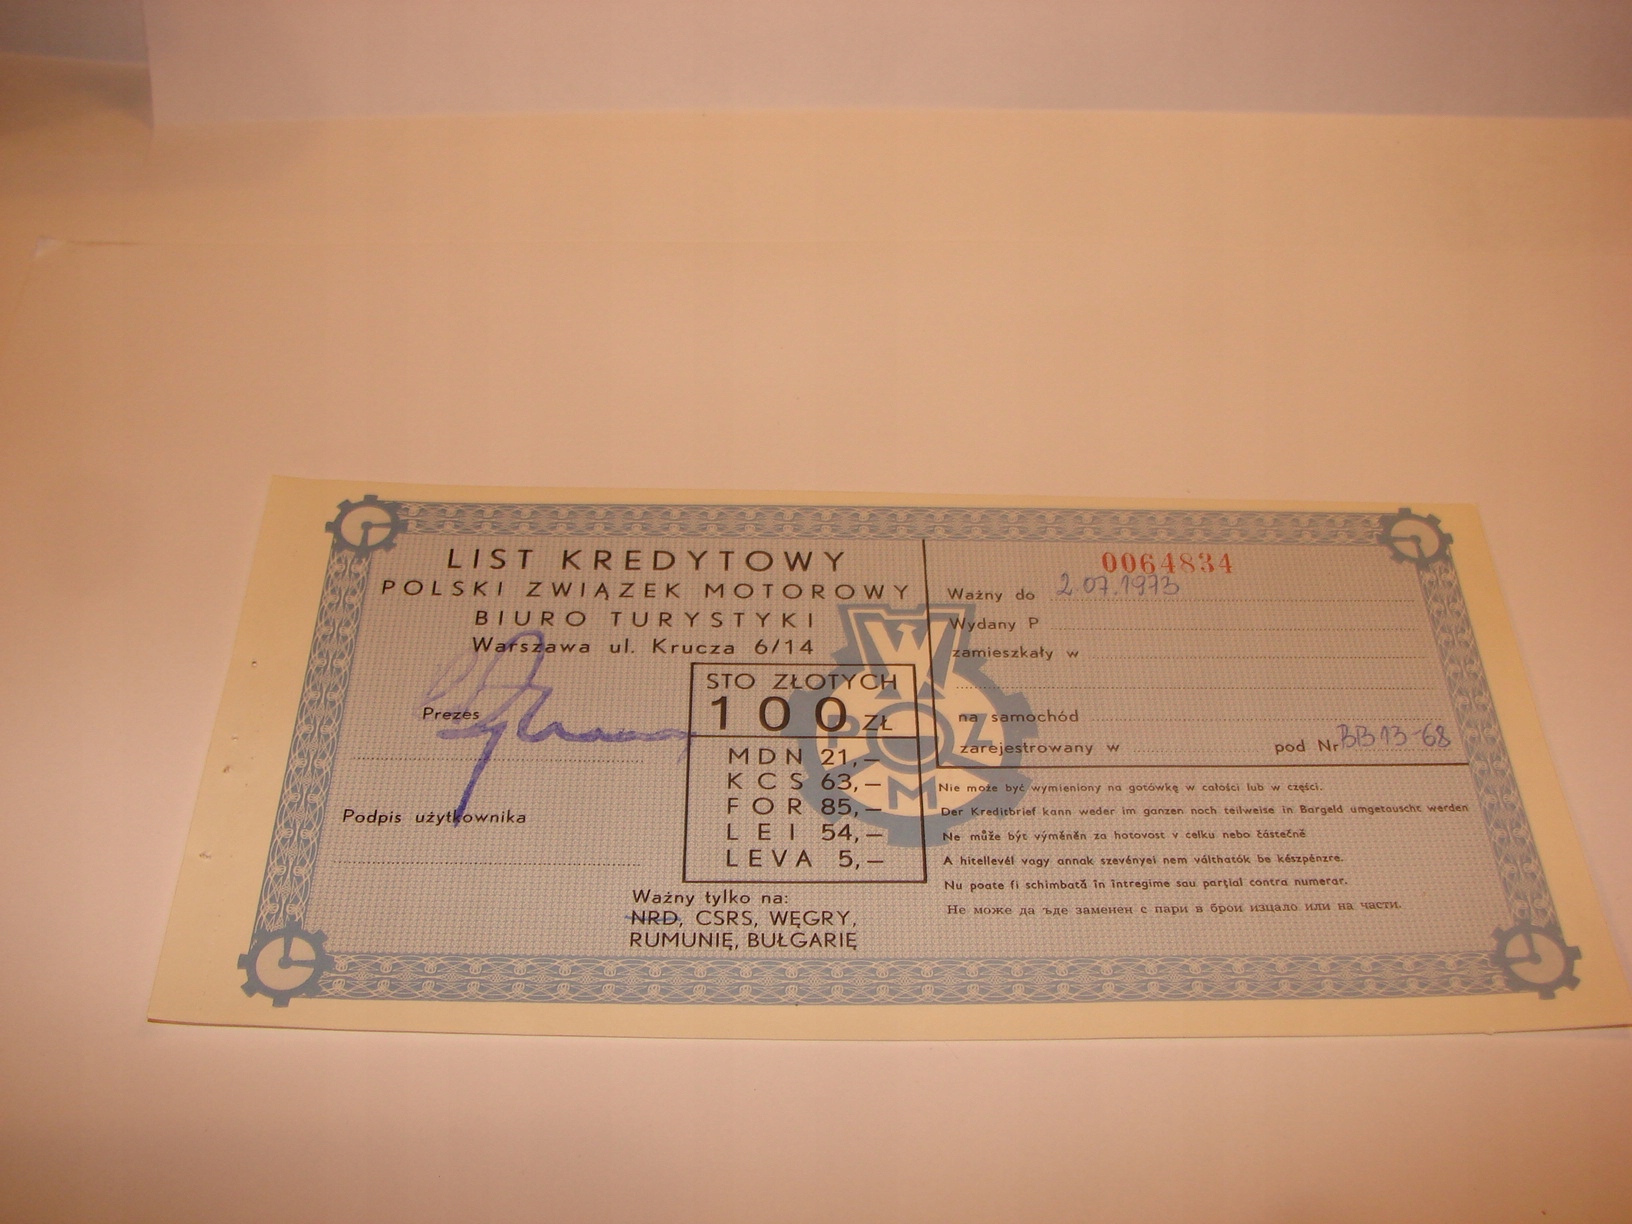 LIST KREDYTOWY
POLSKI ZWIĄZEK MOTOROWY
BIURO TURYSTYKI
Warszawa ul. Krucza 6/14
Prezes
Podpis użytkownika
STO ZŁOTYCH
100 ZŁ
MDN 21,—
KCS 63,—
FOR 85,—
LEI 54,—
LEVA 5,—
Ważny tylko na:
NRD, CSRS, WĘGRY,
RUMUNIĘ, BUŁGARIĘ
W
P Z
M
0064834
Ważny do 2.07.1973
Wydany P
zamieszkały w
na samochód
zarejestrowany w pod Nr BB 13-68
Nie może być wymieniony na gotówkę w całości lub w części.
Der Kreditbrief kann weder im ganzen noch teilweise in Bargeld umgetauscht werden
Ne může být výměněn za hotovost v celku nebo částečně
A hitellevél vagy annak szevényei nem válthatók be készpénzre.
Nu poate fi schimbată în întregime sau parțial contra numerar.
Не може да ъде заменен с пари в брои изцало или на части.